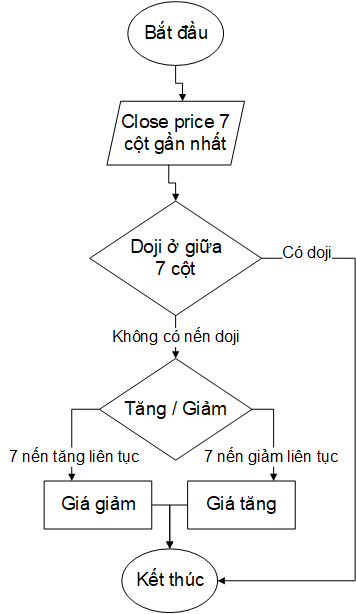 Bắt đầu
Close price 7
cột gần nhất
Doji ở giữa
7 cột
Có doji
Không có nến doji
Tăng / Giảm
7 nến tăng liên tục
7 nến giảm liên tục
Giá giảm
Giá tăng
Kết thúc